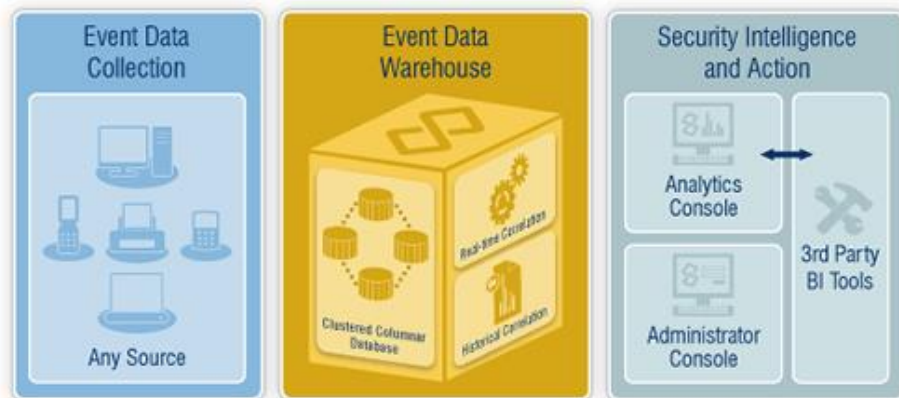 Event Data
Collection
Any Source
Event Data
Warehouse
Clustered Columnar
Database
Real-time Correlation
Historical Correlation
Security Intelligence
and Action
Analytics
Console
Administrator
Console
3rd Party
BI Tools